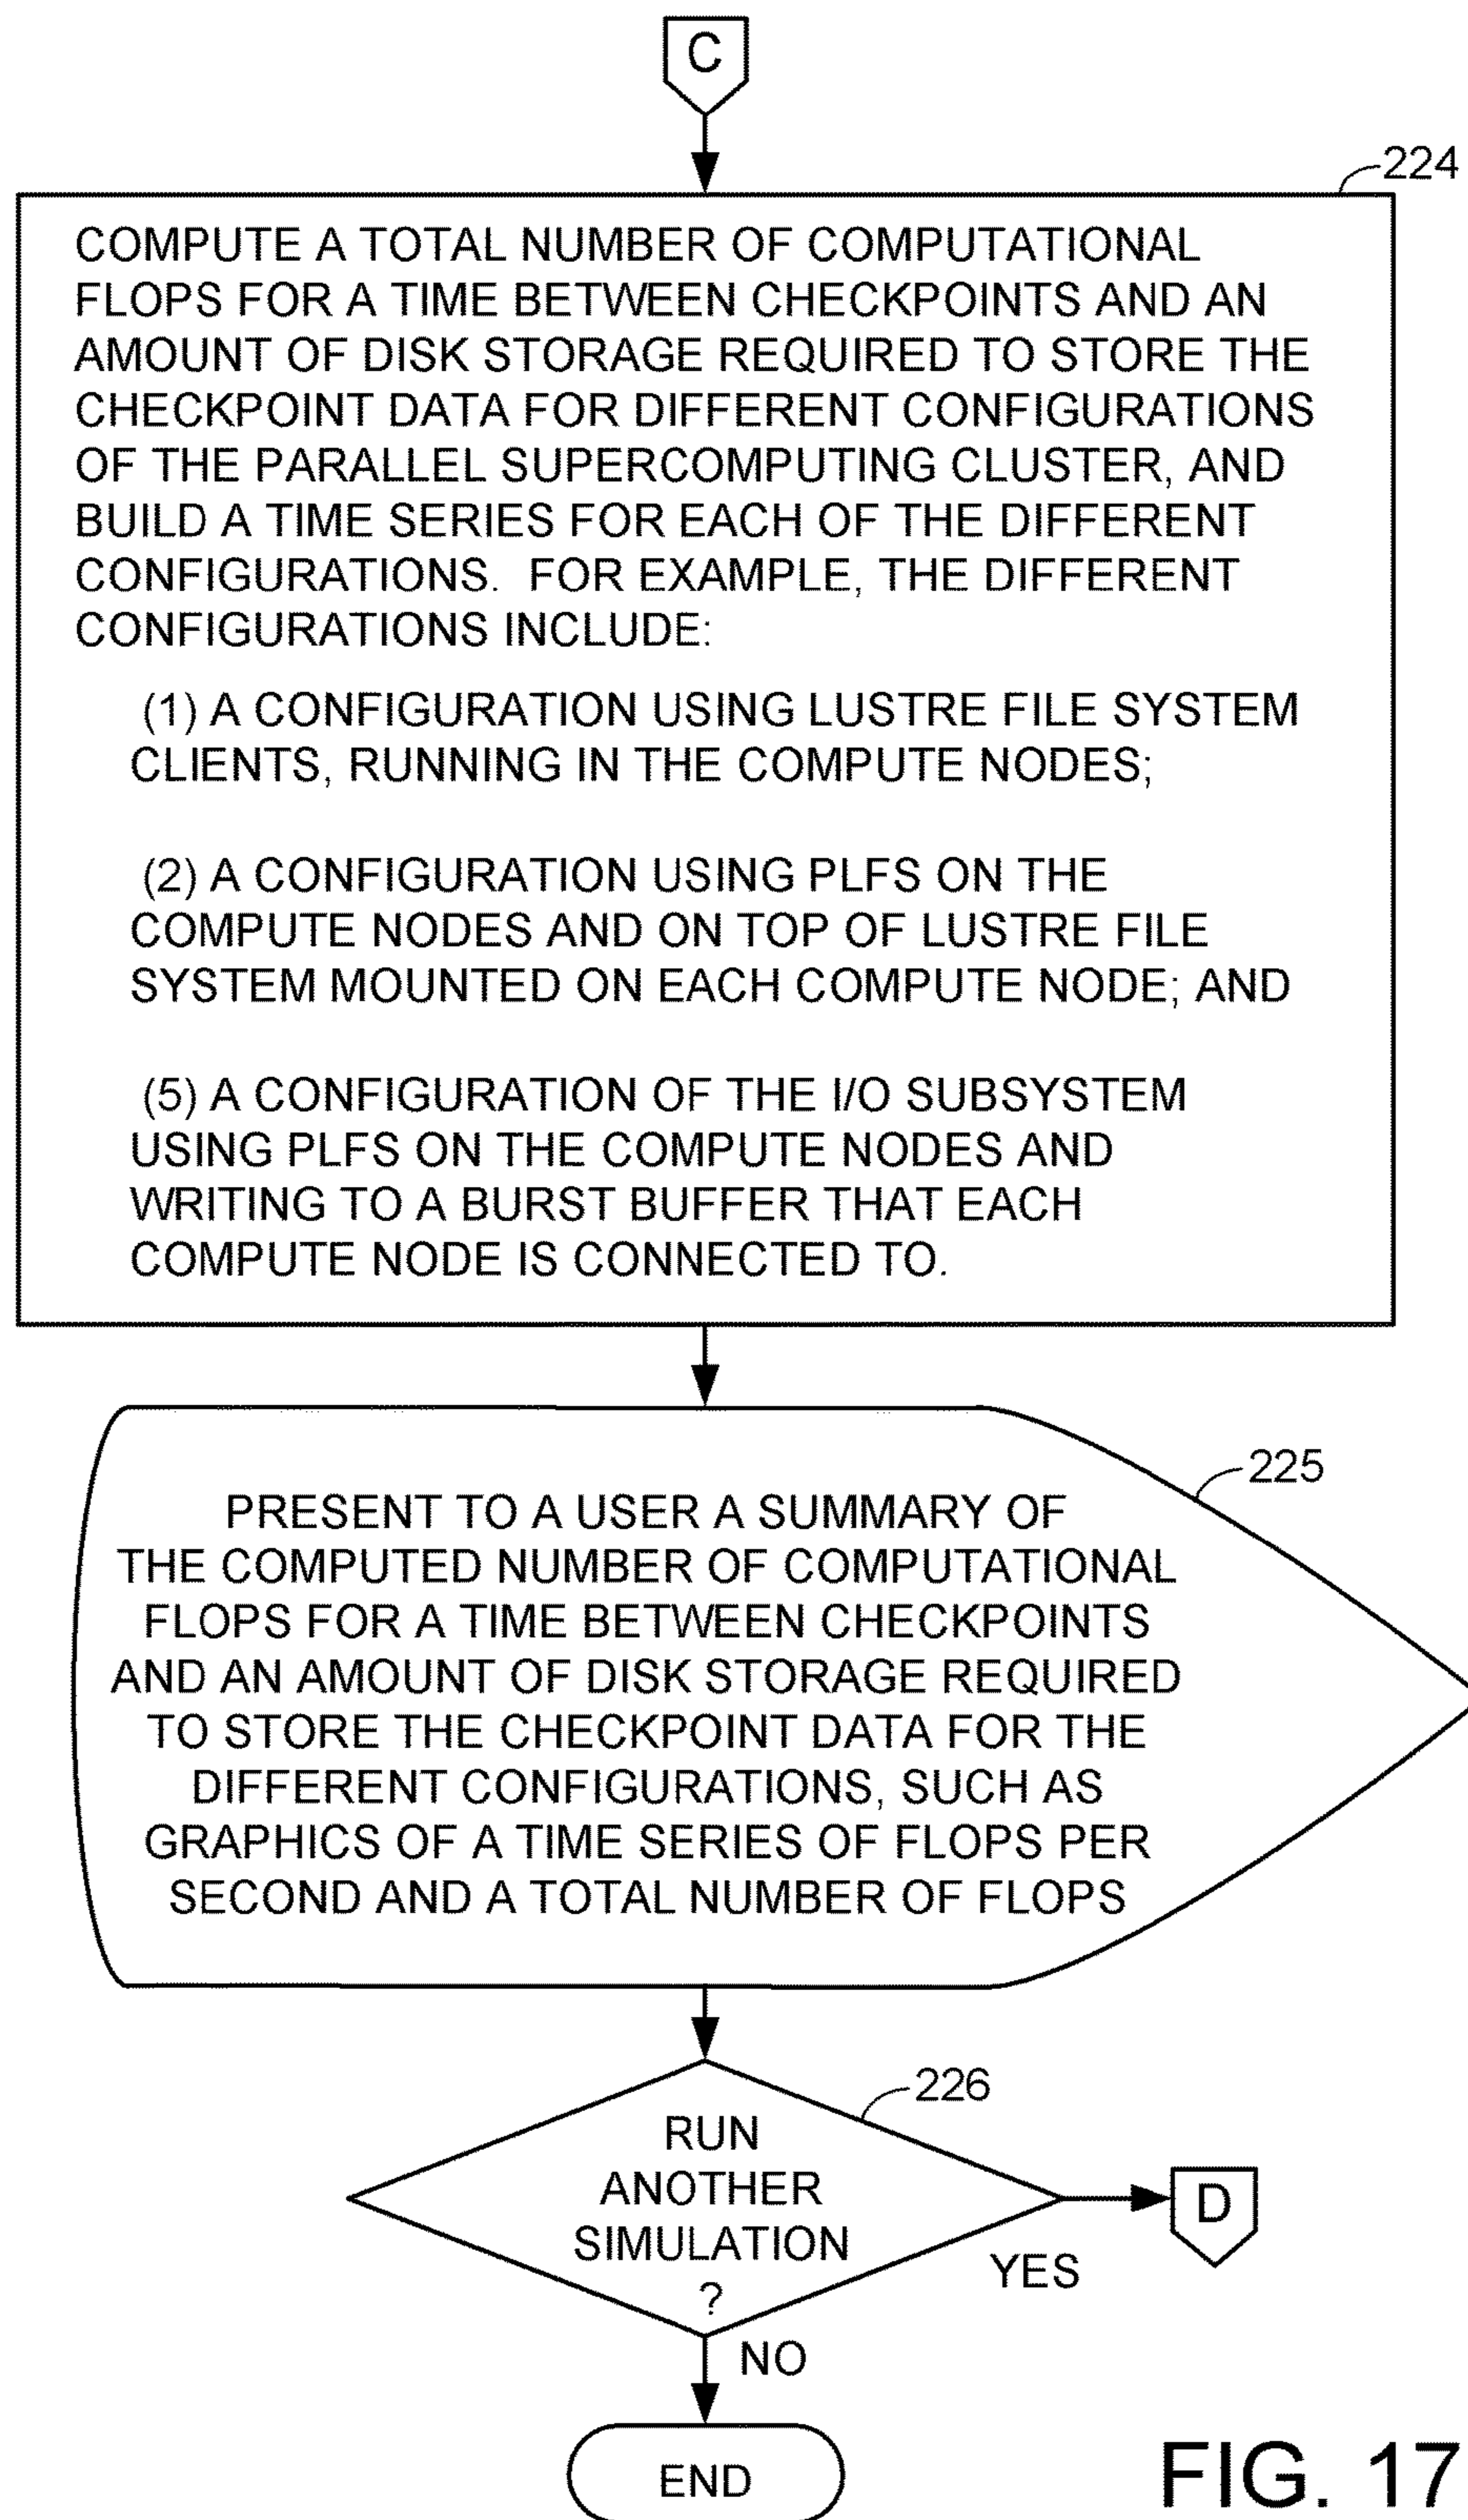 C
224
COMPUTE A TOTAL NUMBER OF COMPUTATIONAL
FLOPS FOR A TIME BETWEEN CHECKPOINTS AND AN
AMOUNT OF DISK STORAGE REQUIRED TO STORE THE
CHECKPOINT DATA FOR DIFFERENT CONFIGURATIONS
OF THE PARALLEL SUPERCOMPUTING CLUSTER, AND
BUILD A TIME SERIES FOR EACH OF THE DIFFERENT
CONFIGURATIONS. FOR EXAMPLE, THE DIFFERENT
CONFIGURATIONS INCLUDE:
(1) A CONFIGURATION USING LUSTRE FILE SYSTEM
CLIENTS, RUNNING IN THE COMPUTE NODES;
(2) A CONFIGURATION USING PLFS ON THE
COMPUTE NODES AND ON TOP OF LUSTRE FILE
SYSTEM MOUNTED ON EACH COMPUTE NODE; AND
(5) A CONFIGURATION OF THE I/O SUBSYSTEM
USING PLFS ON THE COMPUTE NODES AND
WRITING TO A BURST BUFFER THAT EACH
COMPUTE NODE IS CONNECTED TO.
225
PRESENT TO A USER A SUMMARY OF
THE COMPUTED NUMBER OF COMPUTATIONAL
FLOPS FOR A TIME BETWEEN CHECKPOINTS
AND AN AMOUNT OF DISK STORAGE REQUIRED
TO STORE THE CHECKPOINT DATA FOR THE
DIFFERENT CONFIGURATIONS, SUCH AS
GRAPHICS OF A TIME SERIES OF FLOPS PER
SECOND AND A TOTAL NUMBER OF FLOPS
226
RUN
ANOTHER
SIMULATION
?
D
YES
NO
END
FIG. 17